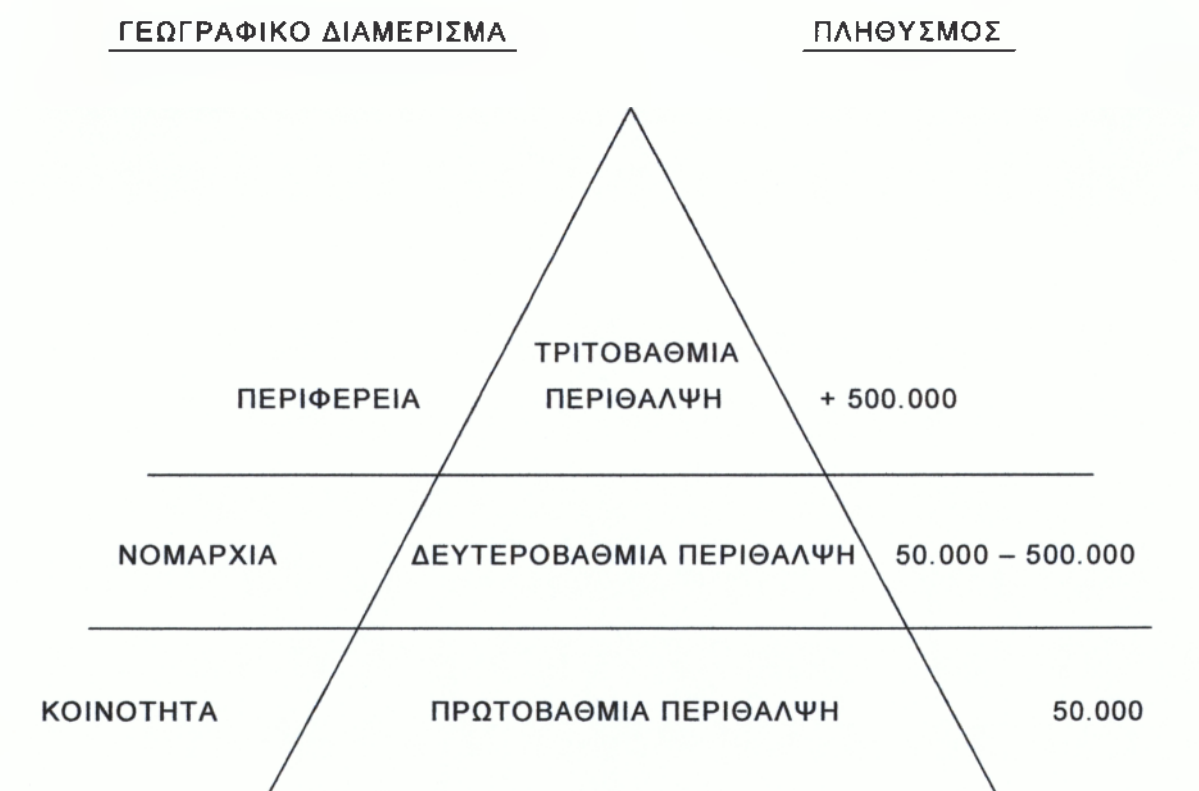 ΓΕΩΓΡΑΦΙΚΟ ΔΙΑΜΕΡΙΣΜΑ ΠΛΗΘΥΣΜΟΣ
ΤΡΙΤΟΒΑΘΜΙΑ
ΠΕΡΙΦΕΡΕΙΑ ΠΕΡΙΘΑΛΨΗ + 500.000
ΝΟΜΑΡΧΙΑ ΔΕΥΤΕΡΟΒΑΘΜΙΑ ΠΕΡΙΘΑΛΨΗ 50.000 – 500.000
ΚΟΙΝΟΤΗΤΑ ΠΡΩΤΟΒΑΘΜΙΑ ΠΕΡΙΘΑΛΨΗ 50.000